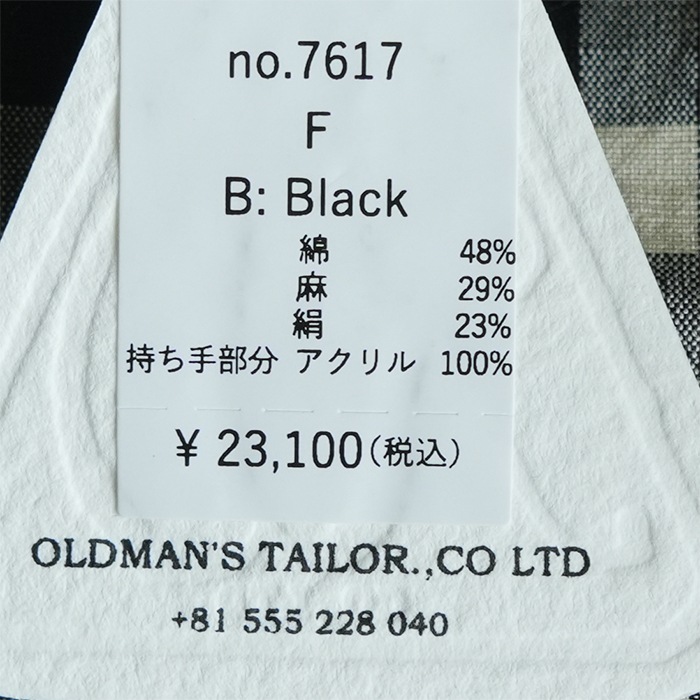 no.7617
F
B: Black
綿 48%
麻 29%
絹 23%
持ち手部分 アクリル 100%
¥ 23,100(税込)
OLDMAN'S TAILOR.,CO LTD
+81 555 228 040